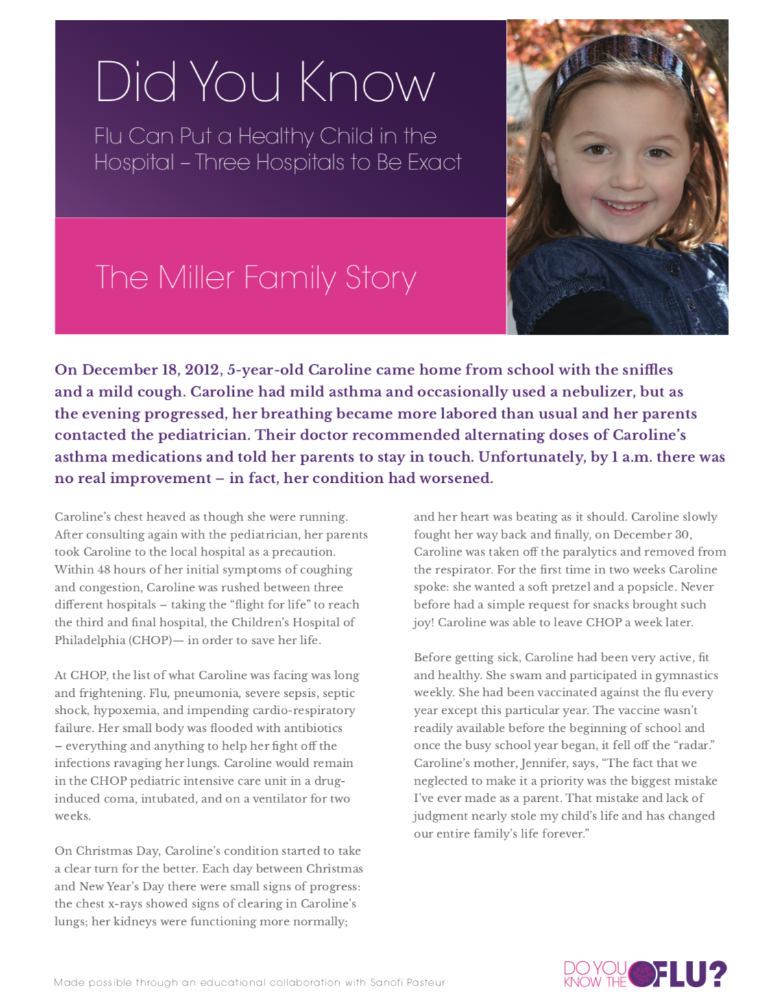 Did You Know
Flu Can Put a Healthy Child in the
Hospital – Three Hospitals to Be Exact
The Miller Family Story
On December 18, 2012, 5-year-old Caroline came home from school with the sniffles
and a mild cough. Caroline had mild asthma and occasionally used a nebulizer, but as
the evening progressed, her breathing became more labored than usual and her parents
contacted the pediatrician. Their doctor recommended alternating doses of Caroline’s
asthma medications and told her parents to stay in touch. Unfortunately, by 1 a.m. there was
no real improvement – in fact, her condition had worsened.
Caroline’s chest heaved as though she were running.
After consulting again with the pediatrician, her parents
took Caroline to the local hospital as a precaution.
Within 48 hours of her initial symptoms of coughing
and congestion, Caroline was rushed between three
different hospitals – taking the “flight for life” to reach
the third and final hospital, the Children’s Hospital of
Philadelphia (CHOP)— in order to save her life.
At CHOP, the list of what Caroline was facing was long
and frightening. Flu, pneumonia, severe sepsis, septic
shock, hypoxemia, and impending cardio-respiratory
failure. Her small body was flooded with antibiotics
– everything and anything to help her fight off the
infections ravaging her lungs. Caroline would remain
in the CHOP pediatric intensive care unit in a drug-
induced coma, intubated, and on a ventilator for two
weeks.
On Christmas Day, Caroline’s condition started to take
a clear turn for the better. Each day between Christmas
and New Year’s Day there were small signs of progress:
the chest x-rays showed signs of clearing in Caroline’s
lungs; her kidneys were functioning more normally;
and her heart was beating as it should. Caroline slowly
fought her way back and finally, on December 30,
Caroline was taken off the paralytics and removed from
the respirator. For the first time in two weeks Caroline
spoke: she wanted a soft pretzel and a popsicle. Never
before had a simple request for snacks brought such
joy! Caroline was able to leave CHOP a week later.
Before getting sick, Caroline had been very active, fit
and healthy. She swam and participated in gymnastics
weekly. She had been vaccinated against the flu every
year except this particular year. The vaccine wasn’t
readily available before the beginning of school and
once the busy school year began, it fell off the “radar.”
Caroline’s mother, Jennifer, says, “The fact that we
neglected to make it a priority was the biggest mistake
I’ve ever made as a parent. That mistake and lack of
judgment nearly stole my child’s life and has changed
our entire family’s life forever.”
Made possible through an educational collaboration with Sanofi Pasteur
DO YOU
KNOW THE FLU?